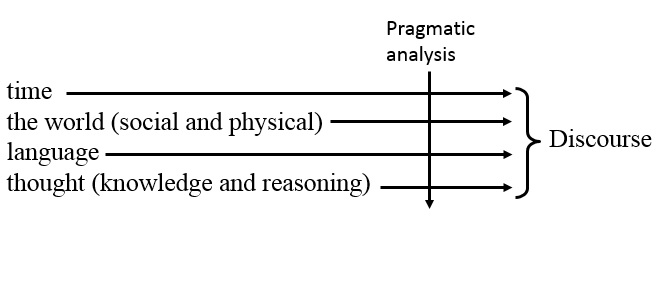 Pragmatic
analysis
time
the world (social and physical)
language
thought (knowledge and reasoning)
Discourse